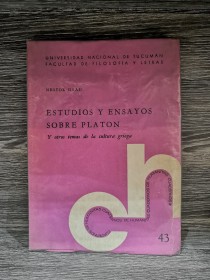 UNIVERSIDAD NACIONAL DE TUCUMAN
FACULTAD DE FILOSOFIA Y LETRAS
ESTUDIOS Y ENSAYOS
SOBRE PLATON
Y otros temas de la cultura griega
ch
43